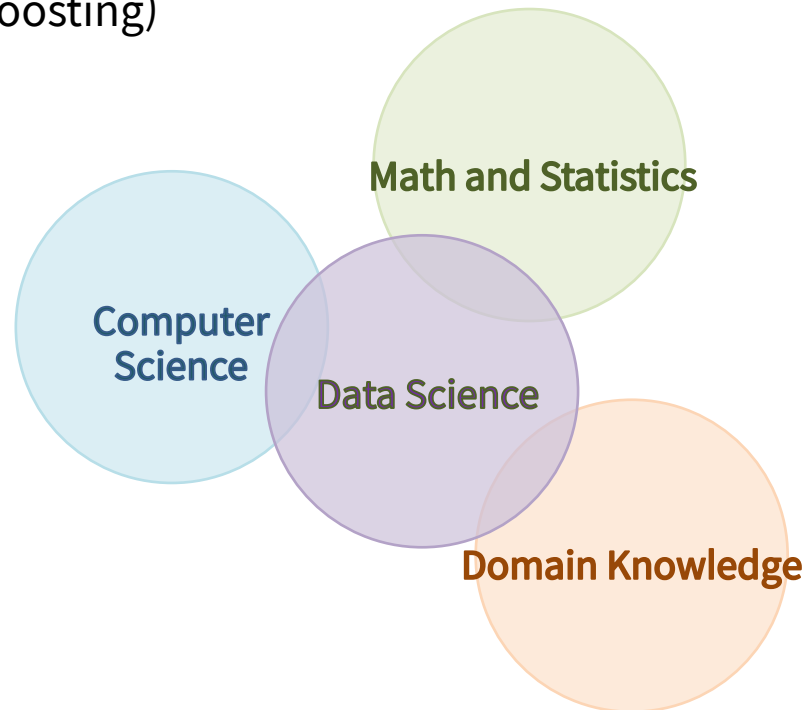 oosting)
Math and Statistics
Computer
Science
Data Science
Domain Knowledge